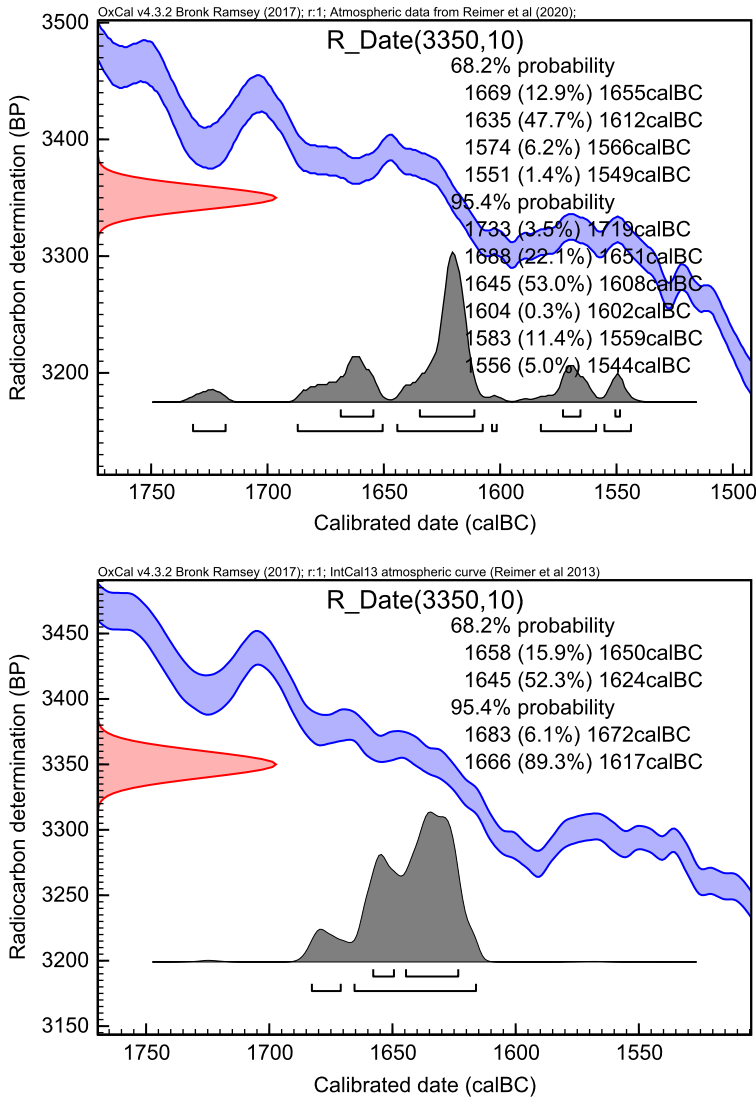 OxCal v4.3.2 Bronk Ramsey (2017); r:1; Atmospheric data from Reimer et al (2020);
R_Date(3350,10)
68.2% probability
1669 (12.9%) 1655calBC
1635 (47.7%) 1612calBC
1574 (6.2%) 1566calBC
1551 (1.4%) 1549calBC
95.4% probability
1733 (3.5%) 1719calBC
1688 (22.1%) 1651calBC
1645 (53.0%) 1608calBC
1604 (0.3%) 1602calBC
1583 (11.4%) 1559calBC
1556 (5.0%) 1544calBC
Radiocarbon determination (BP)
3500
3400
3300
3200
1750 1700 1650 1600 1550 1500
Calibrated date (calBC)
OxCal v4.3.2 Bronk Ramsey (2017); r:1; IntCal13 atmospheric curve (Reimer et al 2013)
R_Date(3350,10)
68.2% probability
1658 (15.9%) 1650calBC
1645 (52.3%) 1624calBC
95.4% probability
1683 (6.1%) 1672calBC
1666 (89.3%) 1617calBC
Radiocarbon determination (BP)
3450
3400
3350
3300
3250
3200
3150
1750 1700 1650 1600 1550
Calibrated date (calBC)